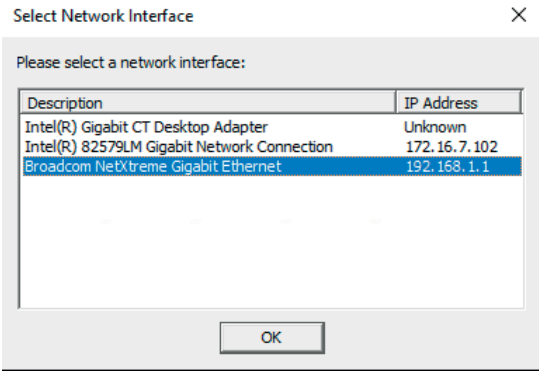 Select Network Interface
Please select a network interface:
Description IP Address
Intel(R) Gigabit CT Desktop Adapter Unknown
Intel(R) 82579LM Gigabit Network Connection 172.16.7.102
Broadcom NetXtreme Gigabit Ethernet 192.168.1.1
OK